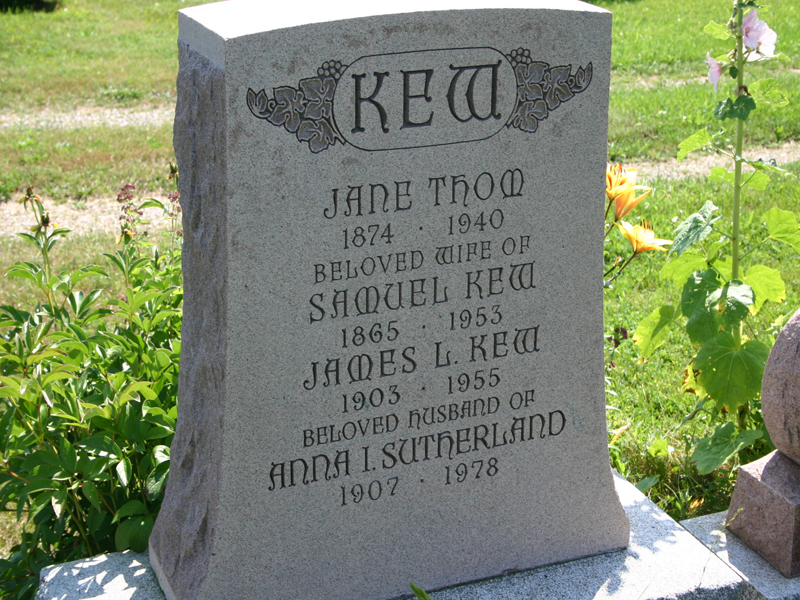 KEW
JANE THOM
1874 · 1940
BELOVED WIFE OF
SAMUEL KEW
1865 · 1953
JAMES L. KEW
1903 · 1955
BELOVED HUSBAND OF
ANNA I. SUTHERLAND
1907 · 1978